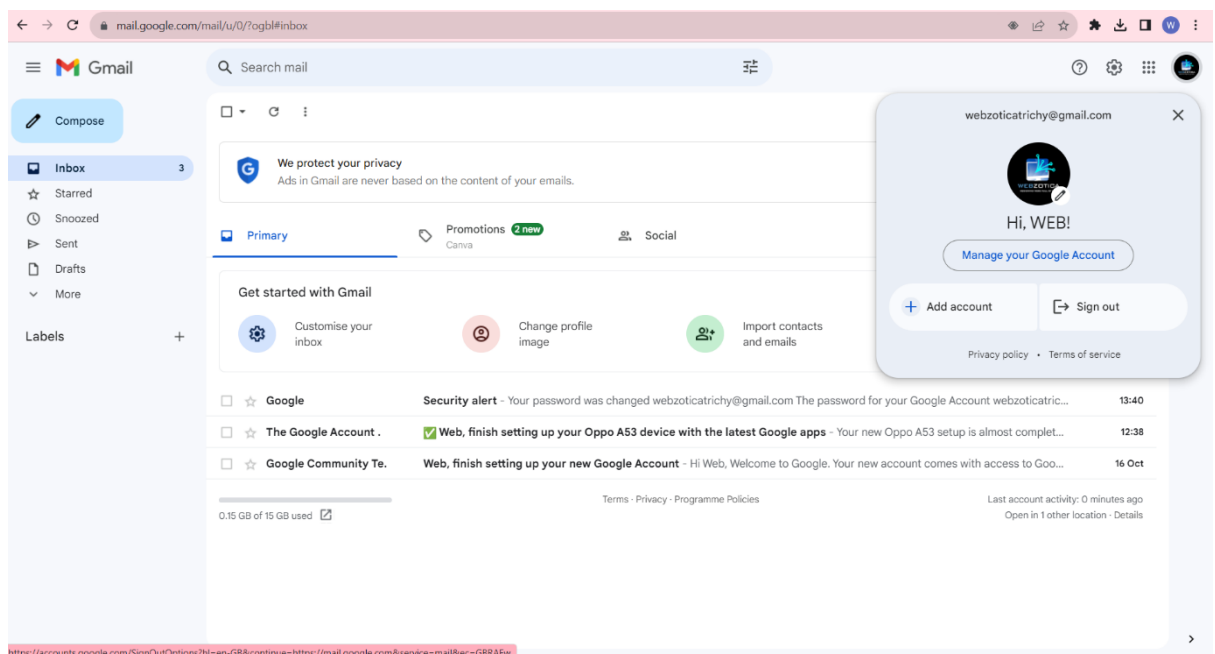 mail.google.com/mail/u/0/?ogbl#inbox
W
Gmail
Search mail
Compose
Inbox 3
Starred
Snoozed
Sent
Drafts
More
Labels
We protect your privacy
Ads in Gmail are never based on the content of your emails.
Primary
Promotions 2 new
Canva
Social
Get started with Gmail
Customise your
inbox
Change profile
image
Import contacts
and emails
webzoticatrichy@gmail.com
WEBZOTICA
Hi, WEB!
Manage your Google Account
Add account
Sign out
Privacy policy • Terms of service
Google Security alert - Your password was changed webzoticatrichy@gmail.com The password for your Google Account webzoticatric... 13:40
The Google Account . ✅ Web, finish setting up your Oppo A53 device with the latest Google apps - Your new Oppo A53 setup is almost complet... 12:38
Google Community Te. Web, finish setting up your new Google Account - Hi Web, Welcome to Google. Your new account comes with access to Goo... 16 Oct
0.15 GB of 15 GB used
Terms · Privacy · Programme Policies
Last account activity: 0 minutes ago
Open in 1 other location · Details
https://accounts.google.com/SignOutOptions?hl=en-GB&continue=https://mail.google.com&service=mail&ec=GBRAFw